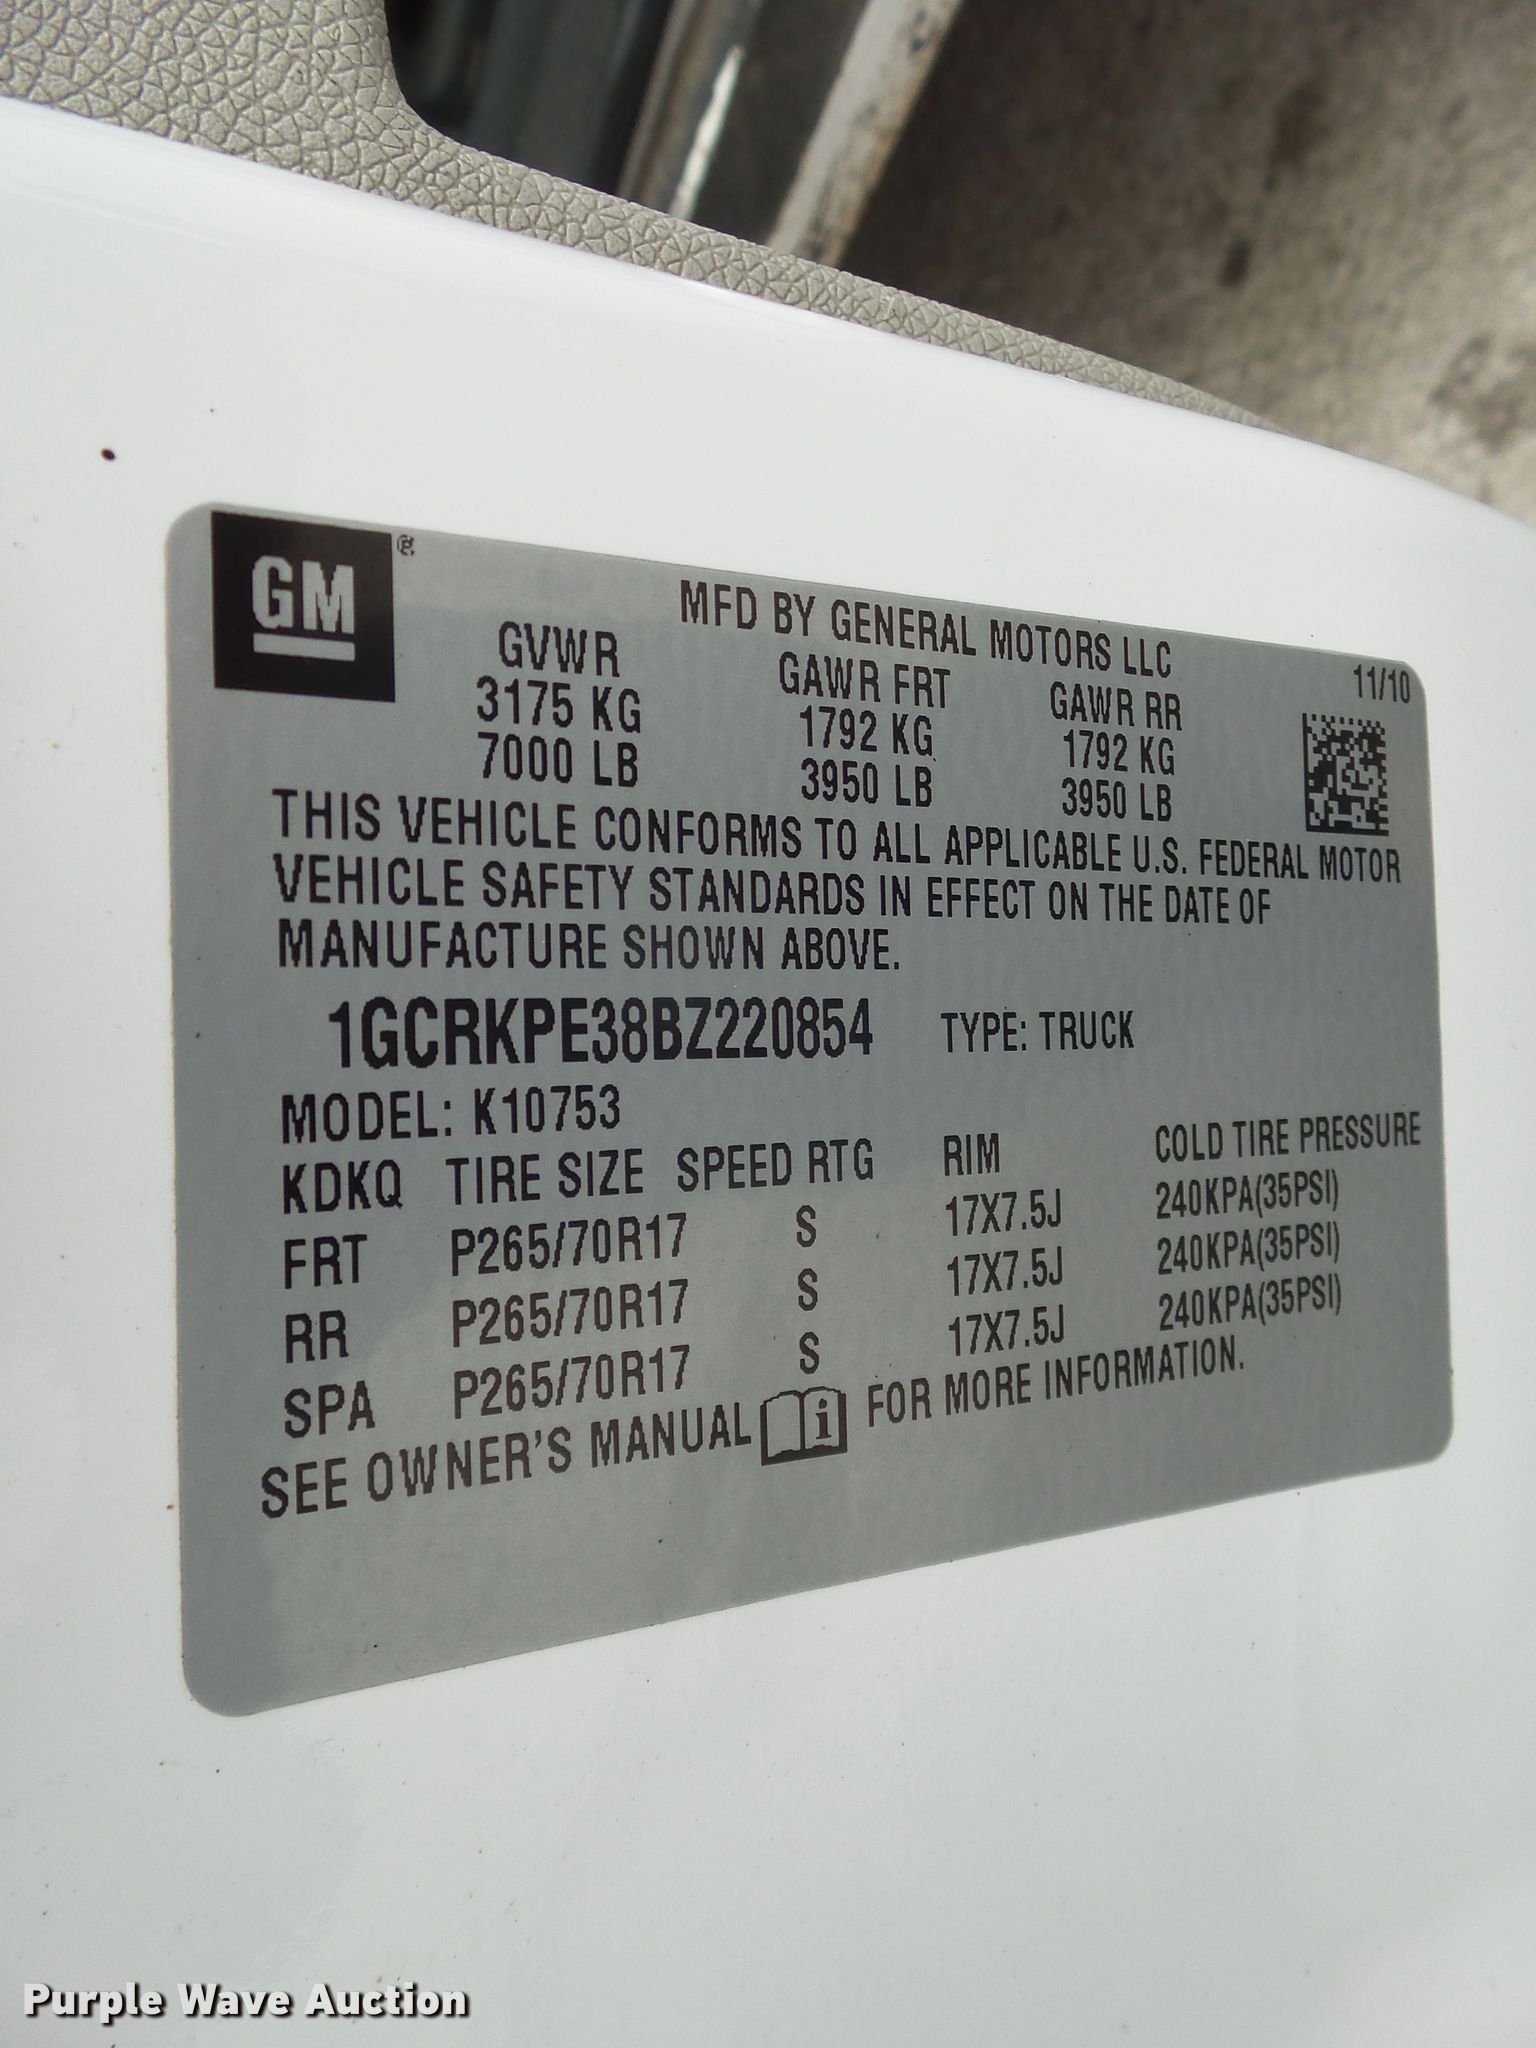 GM ®
MFD BY GENERAL MOTORS LLC
11/10
GVWR GAWR FRT GAWR RR
3175 KG 1792 KG 1792 KG
7000 LB 3950 LB 3950 LB
THIS VEHICLE CONFORMS TO ALL APPLICABLE U.S. FEDERAL MOTOR
VEHICLE SAFETY STANDARDS IN EFFECT ON THE DATE OF
MANUFACTURE SHOWN ABOVE.
1GCRKPE38BZ220854 TYPE: TRUCK
MODEL: K10753
KDKQ TIRE SIZE SPEED RTG RIM COLD TIRE PRESSURE
FRT P265/70R17 S 17X7.5J 240KPA(35PSI)
RR P265/70R17 S 17X7.5J 240KPA(35PSI)
SPA P265/70R17 S 17X7.5J 240KPA(35PSI)
SEE OWNER'S MANUAL i FOR MORE INFORMATION.
Purple Wave Auction